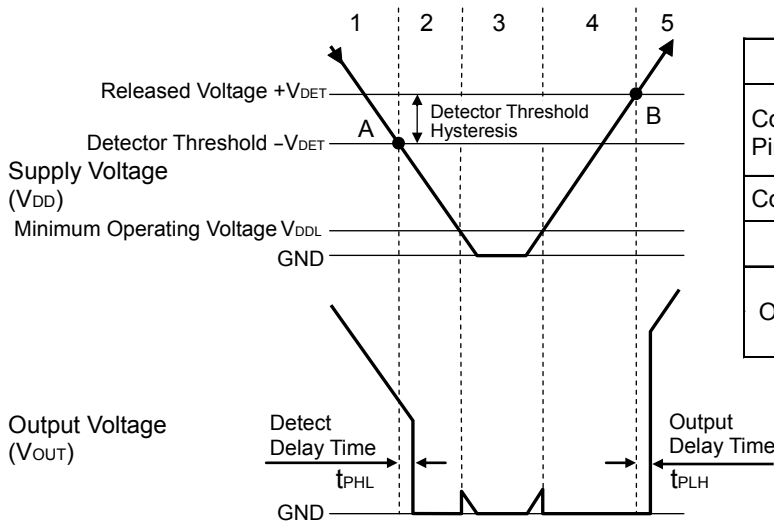 1 2 3 4 5
Released Voltage +VDET
Detector Threshold
Hysteresis
A
B
Detector Threshold –VDET
Supply Voltage
(VDD)
Minimum Operating Voltage VDDL
GND
Output Voltage
(VOUT)
Detect
Delay Time
tPHL
Output
Delay Time
tPLH
GND